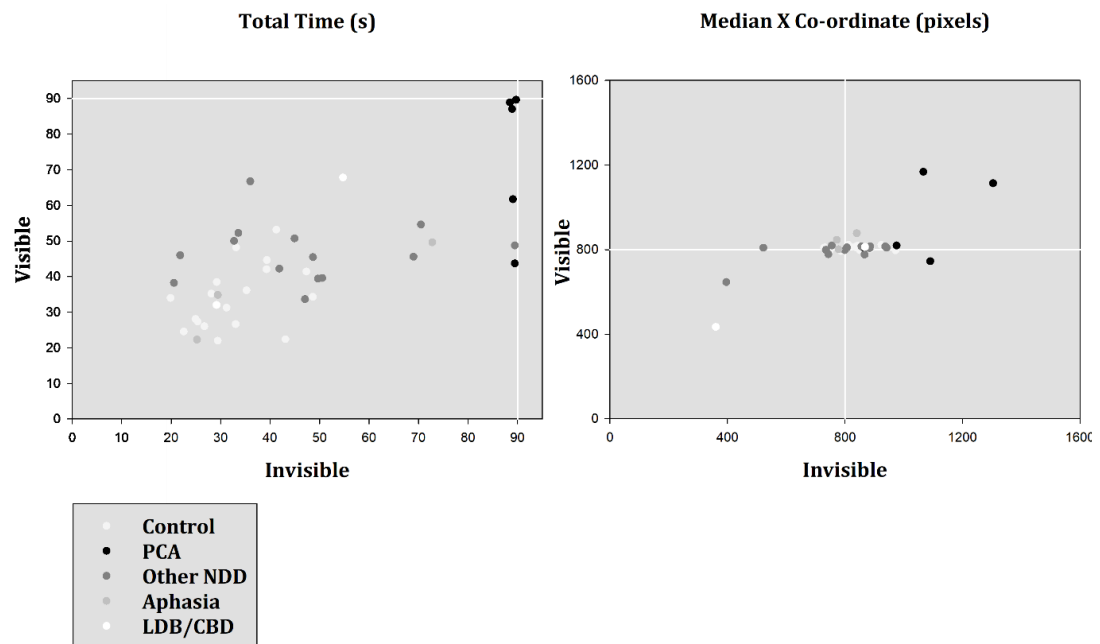 Total Time (s)
Median X Co-ordinate (pixels)
Visible
90
80
70
60
50
40
30
20
10
0
0 10 20 30 40 50 60 70 80 90
Invisible
Visible
1600
1200
800
400
0
0 400 800 1200 1600
Invisible
Control
PCA
Other NDD
Aphasia
LDB/CBD